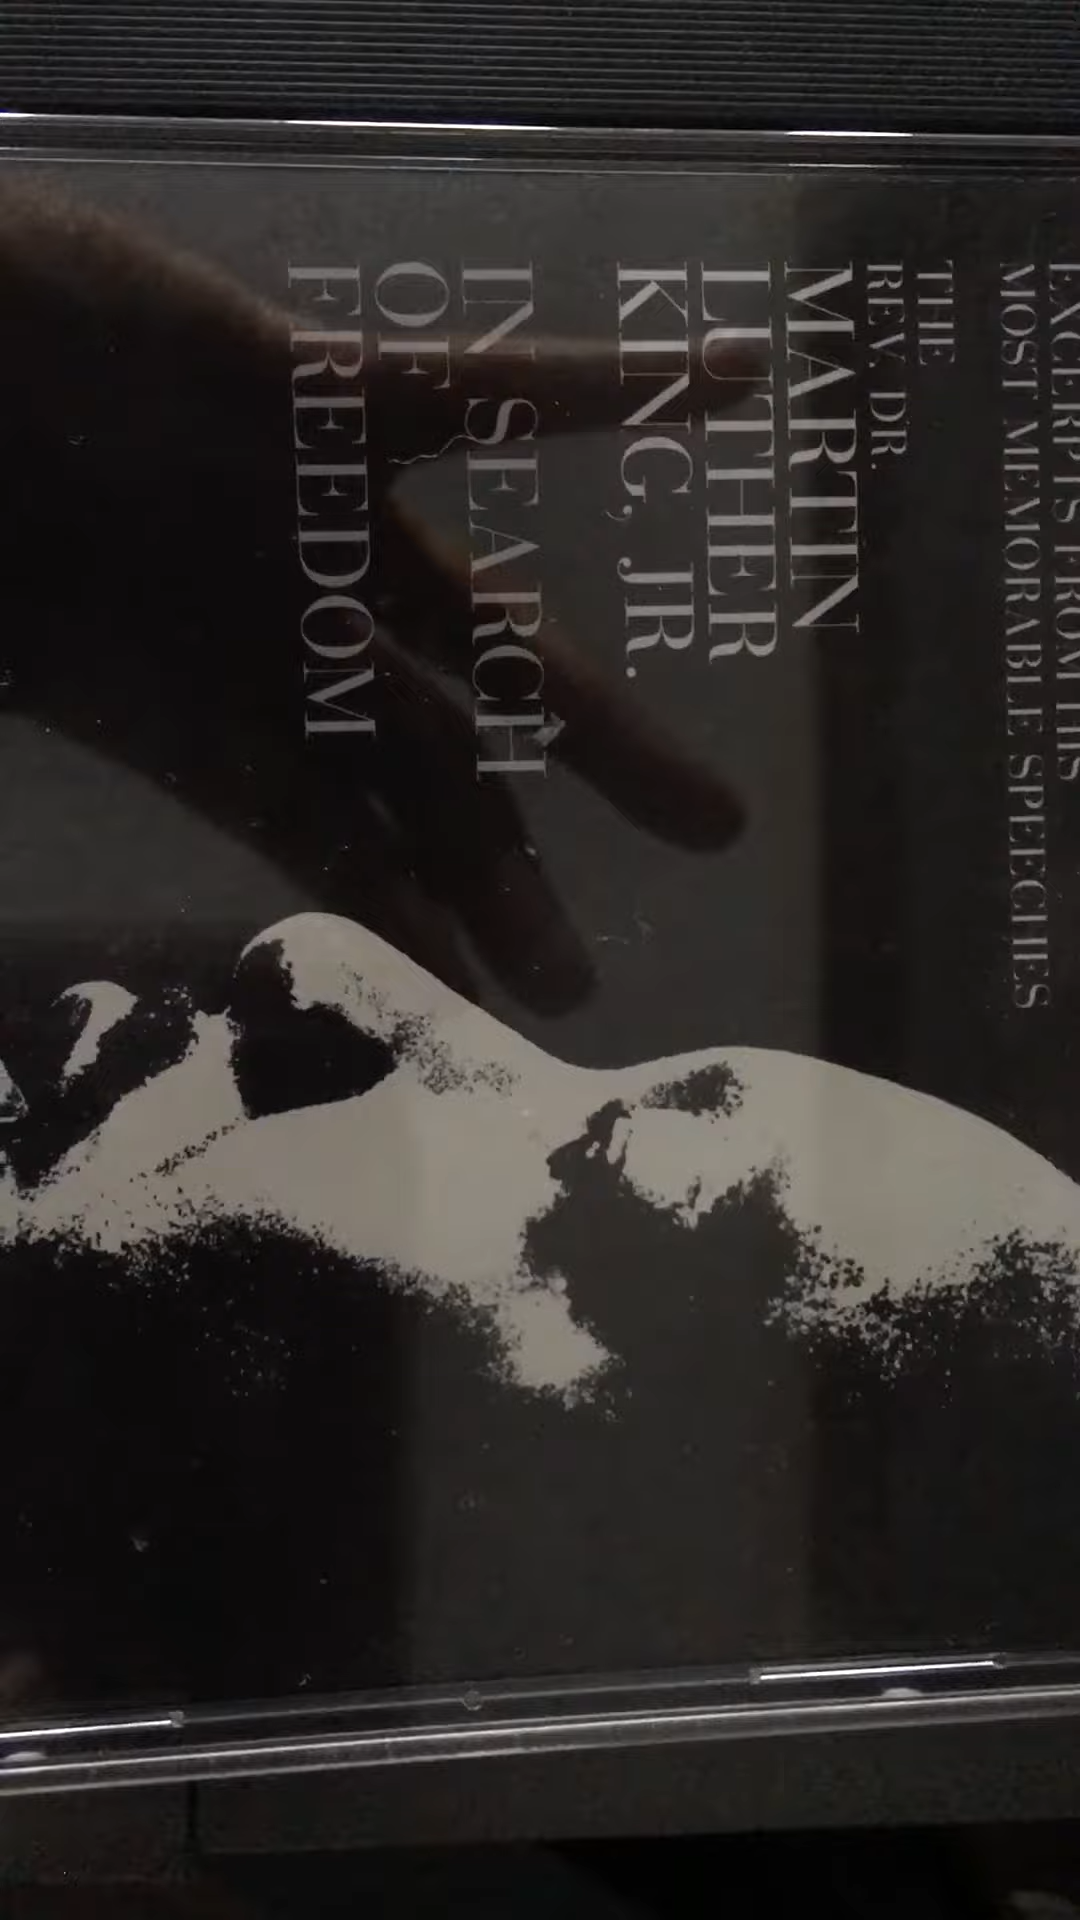 EXCERPTS FROM HIS
MOST MEMORABLE SPEECHES
THE
REV. DR.
MARTIN
LUTHER
KING, JR.
IN SEARCH
OF
FREEDOM